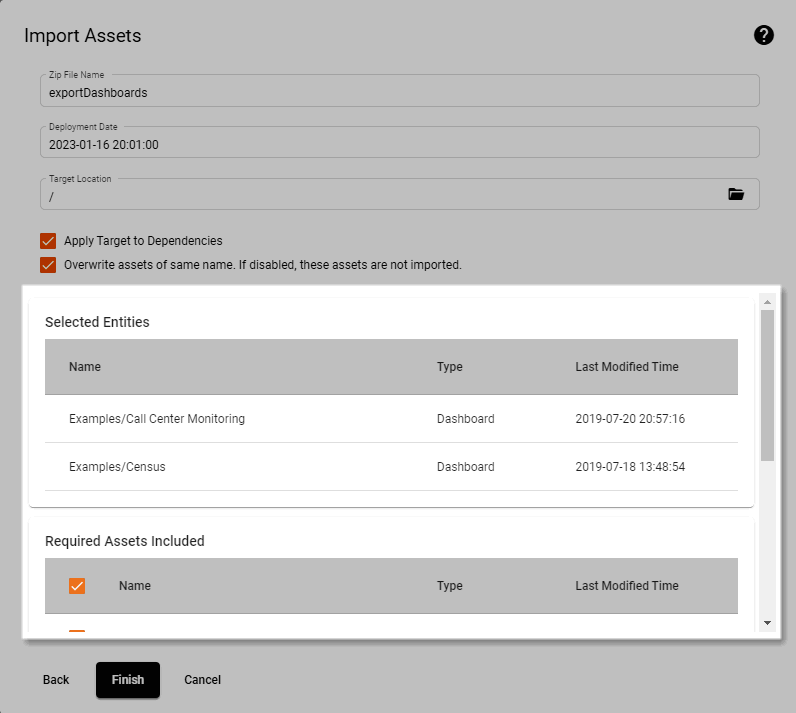 Import Assets
?
Zip File Name
exportDashboards
Deployment Date
2023-01-16 20:01:00
Target Location
/
Apply Target to Dependencies
Overwrite assets of same name. If disabled, these assets are not imported.
Selected Entities
Name Type Last Modified Time
Examples/Call Center Monitoring Dashboard 2019-07-20 20:57:16
Examples/Census Dashboard 2019-07-18 13:48:54
Required Assets Included
Name Type Last Modified Time
Back Finish Cancel